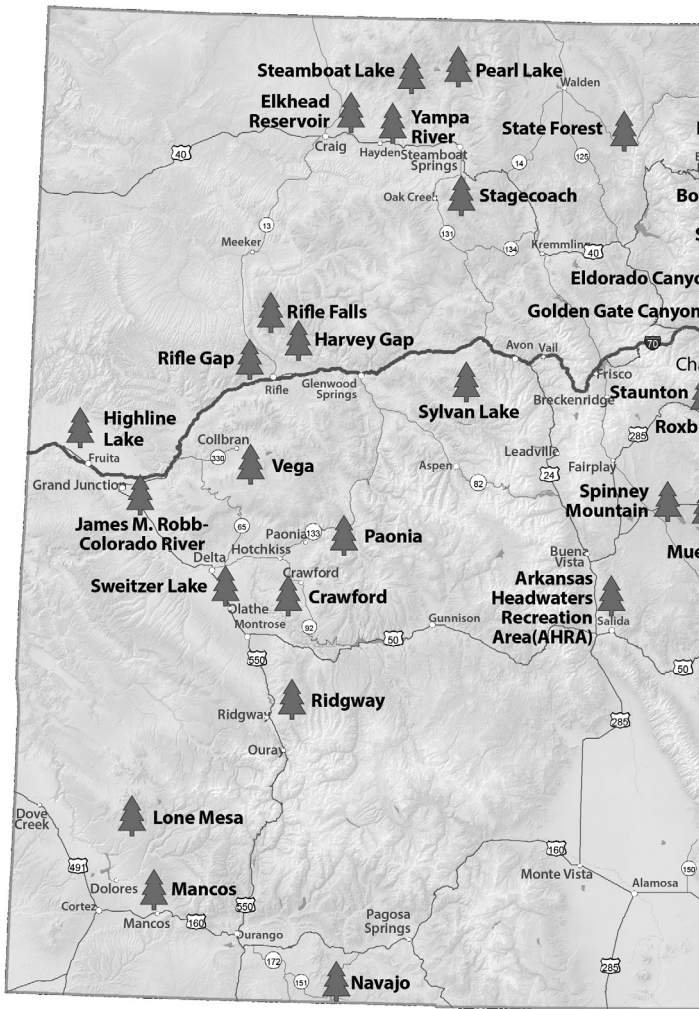 Steamboat Lake
Pearl Lake
Walden
Elkhead
Reservoir
Yampa
River
State Forest
Craig
Hayden
Steamboat
Springs
40
14
125
Oak Creek
Stagecoach
13
131
Meeker
134
Kremmling
40
Bo
Eldorado Canyo
Rifle Falls
Golden Gate Canyon
Harvey Gap
Rifle Gap
Avon
Vail
70
Cha
Rifle
Glenwood
Springs
Frisco
Sylvan Lake
Breckenridge
Staunton
Highline
Lake
Roxb
285
Collbran
Fruita
330
Vega
Leadville
Aspen
Fairplay
24
82
Grand Junction
Spinney
Mountain
James M. Robb-
Colorado River
65
Paonia
133
Paonia
Hotchkiss
Delta
Mue
Buena
Vista
Crawford
Sweitzer Lake
Crawford
Arkansas
Headwaters
Recreation
Area(AHRA)
Olathe
Montrose
92
Gunnison
Salida
50
550
50
Ridgway
Ridgway
285
Ouray
Lone Mesa
Dove
Creek
160
491
Monte Vista
150
Dolores
Mancos
Alamosa
Cortez
550
Mancos
160
Pagosa
Springs
Durango
172
285
151
Navajo